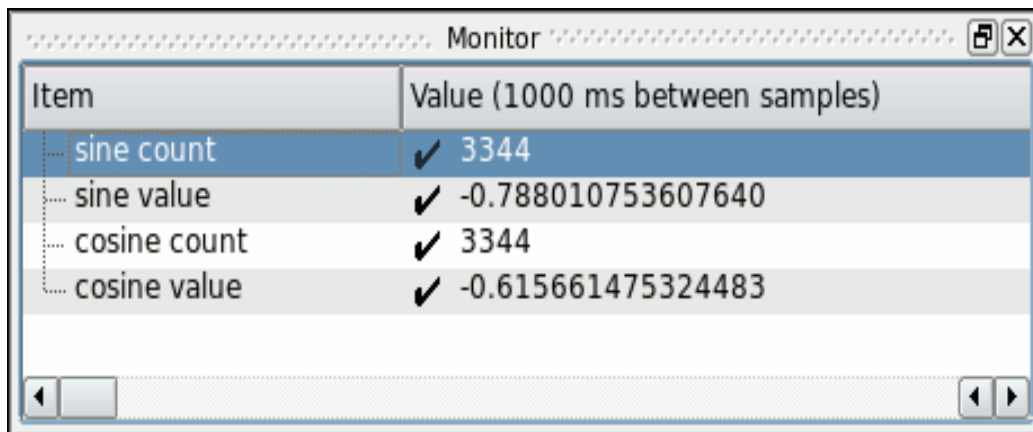 Monitor
Item Value (1000 ms between samples)
sine count ✔ 3344
sine value ✔ -0.788010753607640
cosine count ✔ 3344
cosine value ✔ -0.615661475324483